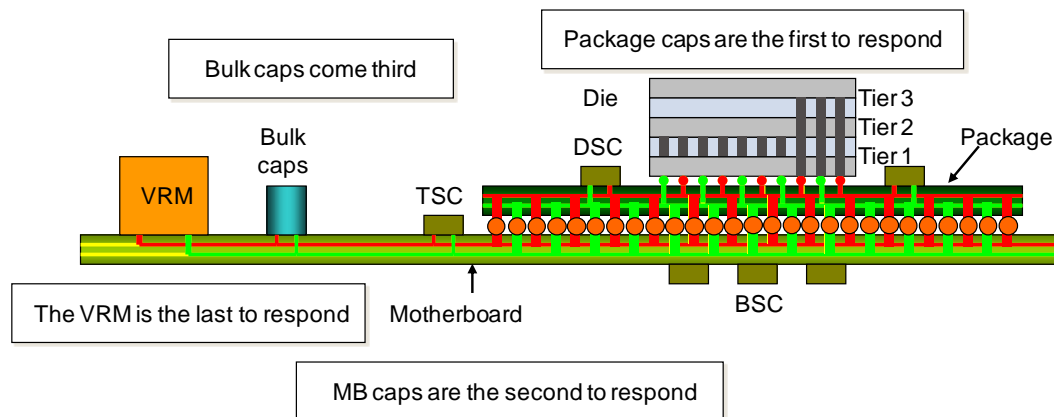 Package caps are the first to respond
Bulk caps come third
Die
Tier 3
Tier 2
Tier 1
Package
DSC
Bulk
caps
VRM
TSC
The VRM is the last to respond
Motherboard
BSC
MB caps are the second to respond